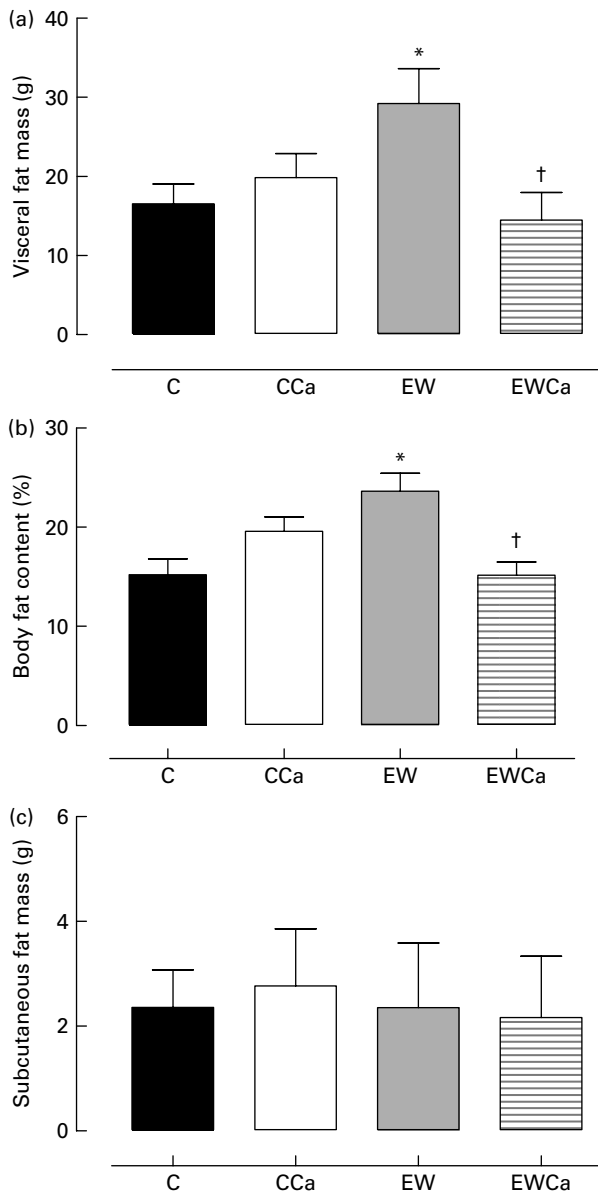 (a) 40
30
20
10
0
Visceral fat mass (g)
*
†
C CCa EW EWCa
(b) 30
20
10
0
Body fat content (%)
*
†
C CCa EW EWCa
(c) 6
4
2
0
Subcutaneous fat mass (g)
C CCa EW EWCa